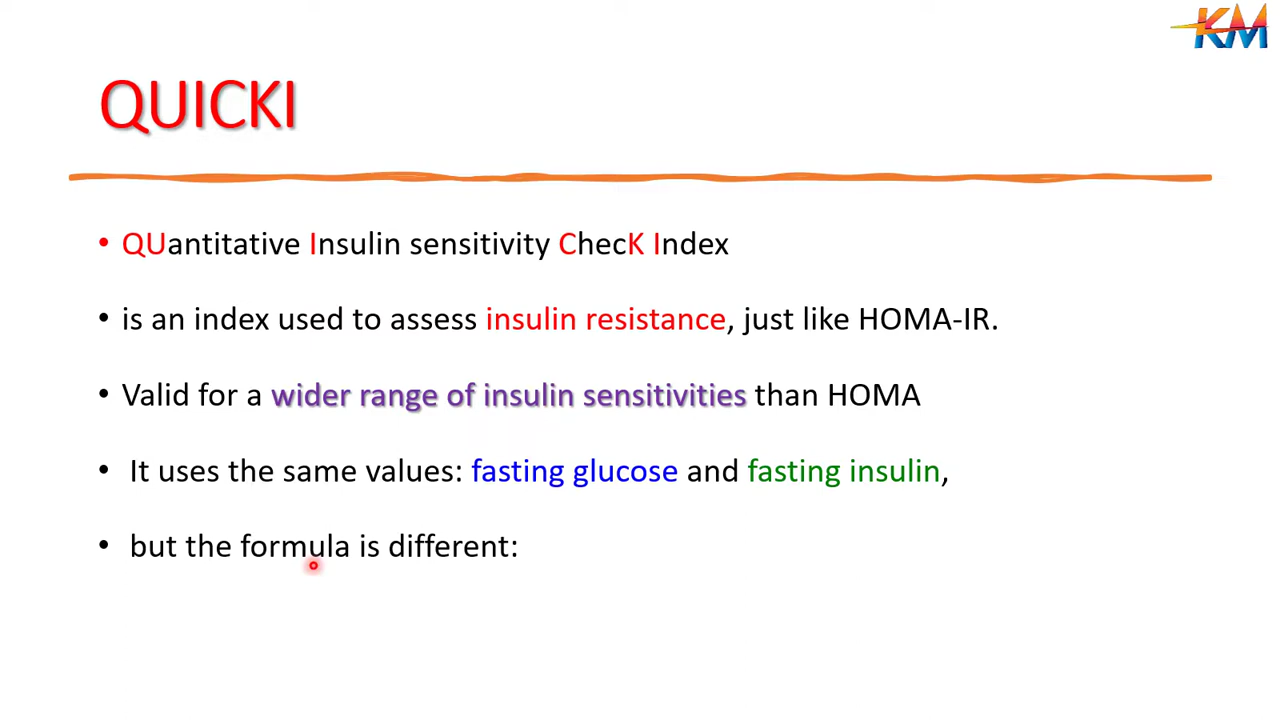 KM
QUICKI
• QUantitative Insulin sensitivity ChecK Index
• is an index used to assess insulin resistance, just like HOMA-IR.
• Valid for a wider range of insulin sensitivities than HOMA
• It uses the same values: fasting glucose and fasting insulin,
• but the formula is different: